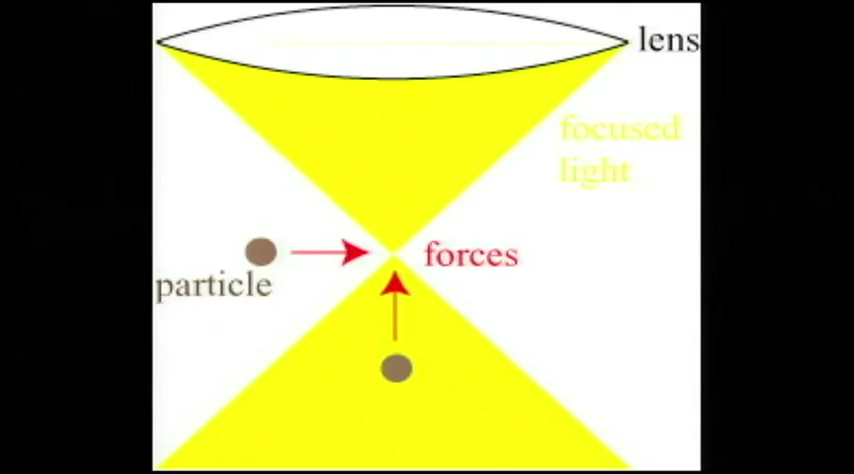 lens
focused
light
forces
particle